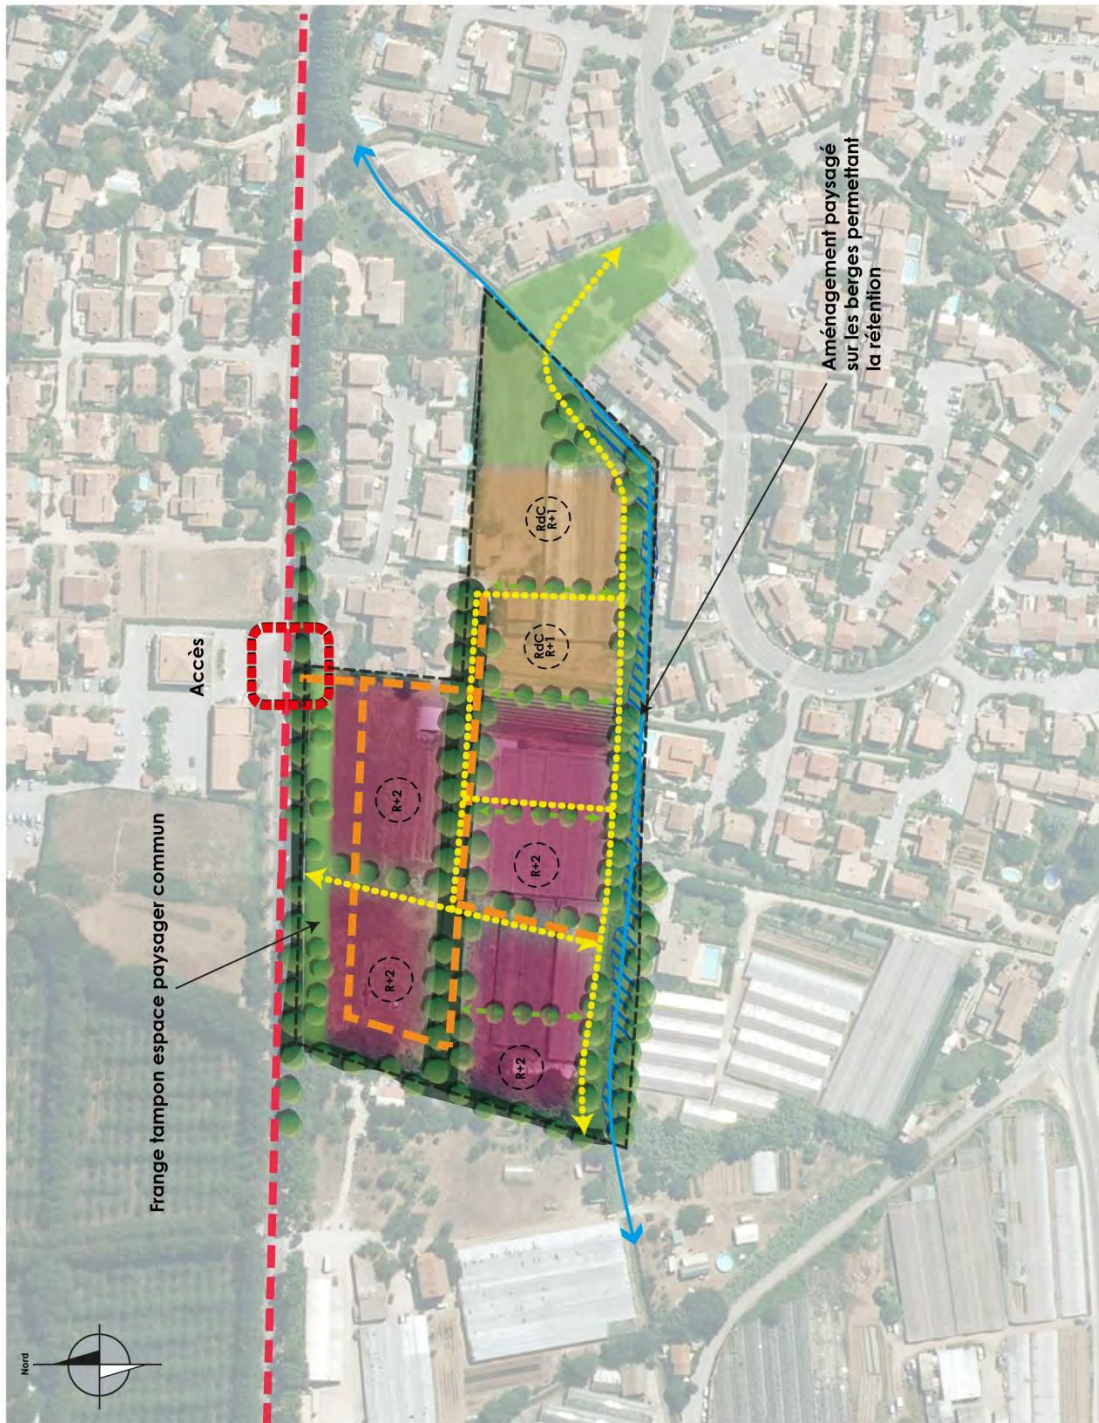 Nord
Frange tampon espace paysager commun
Accès
R+2
R+2
R+2
R+2
RdC
R+1
RdC
R+1
Aménagement paysagé
sur les berges permettant
la rétention